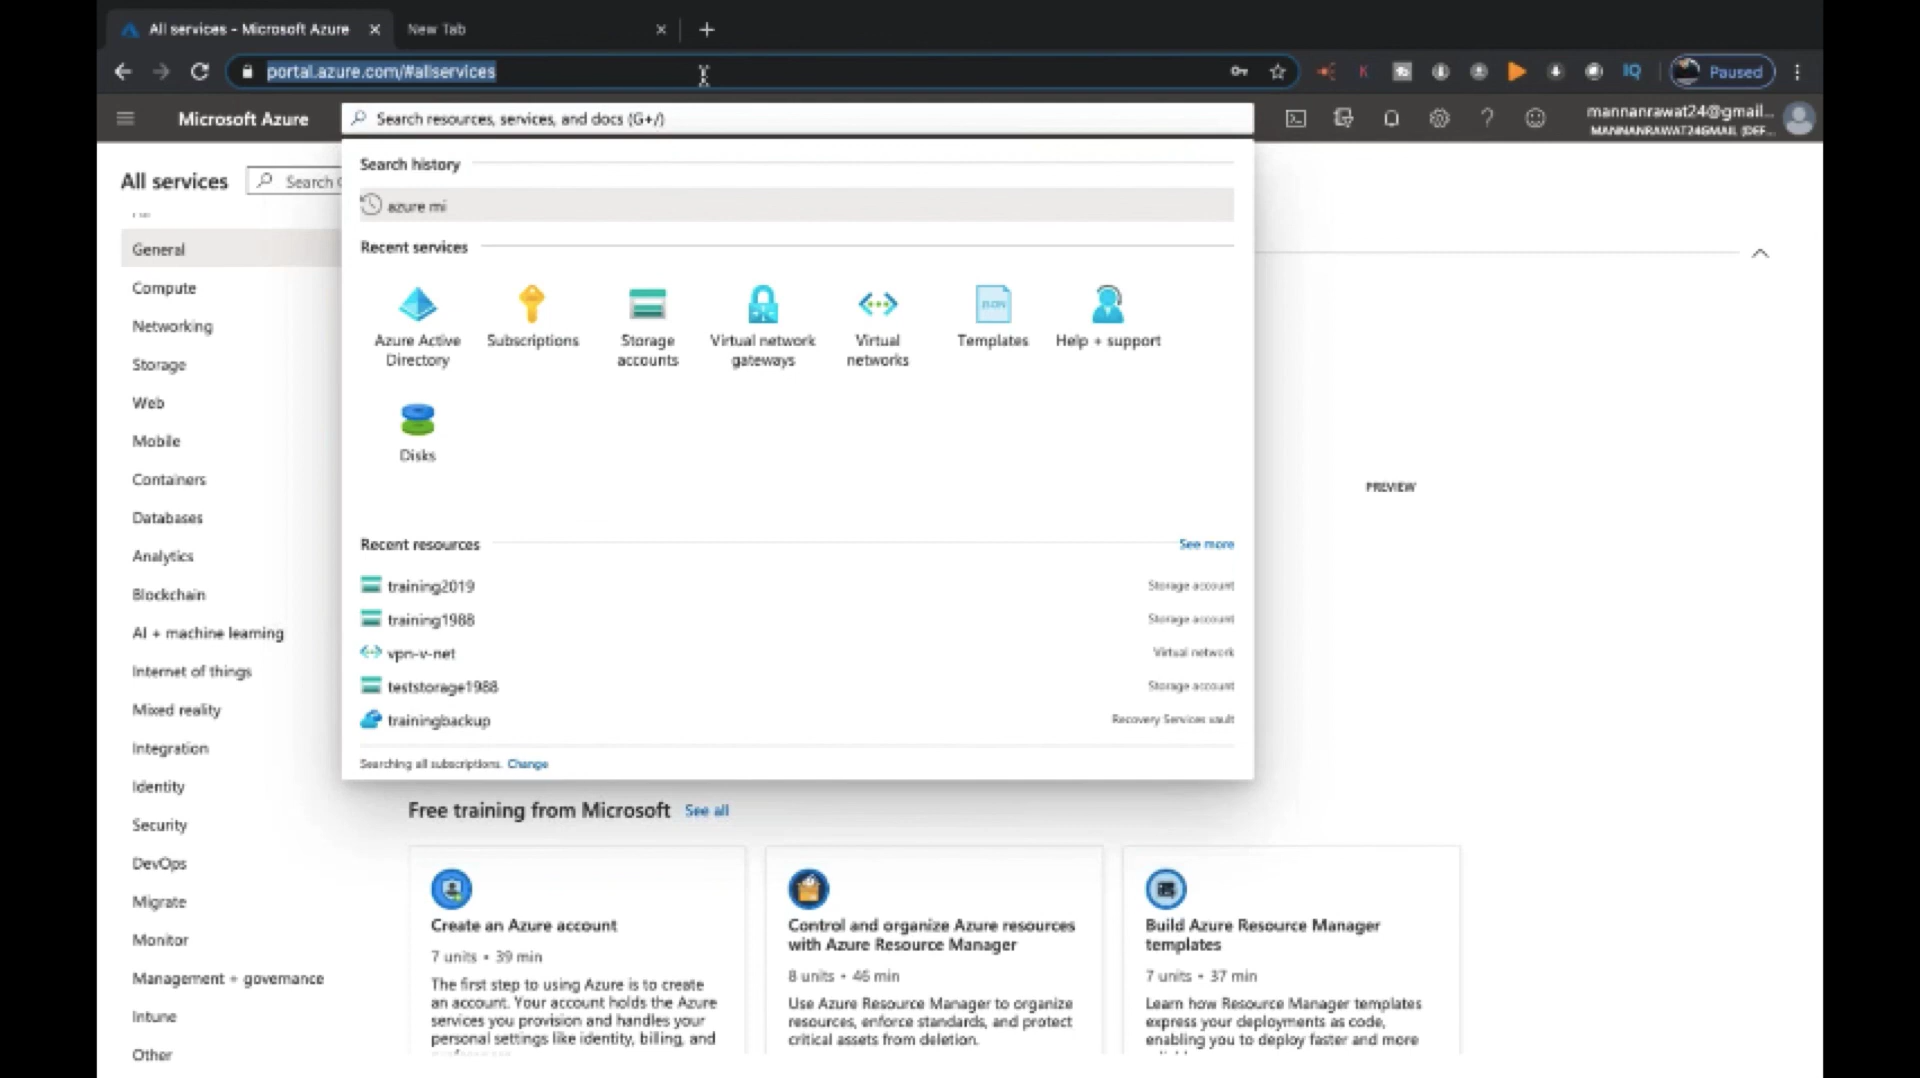 All services - Microsoft Azure
New Tab
portal.azure.com/#allservices
K
IQ
Paused
Microsoft Azure
Search resources, services, and docs (G+/)
mannanrawat24@gmail...
MANNANRAWAT24GMAIL (DEF...
All services
Search
Search history
azure mi
Recent services
Azure Active Directory
Subscriptions
Storage accounts
Virtual network gateways
Virtual networks
JSON
Templates
Help + support
Disks
PREVIEW
Recent resources
See more
training2019
Storage account
training1988
Storage account
vpn-v-net
Virtual network
teststorage1988
Storage account
trainingbackup
Recovery Services vault
Searching all subscriptions. Change
General
Compute
Networking
Storage
Web
Mobile
Containers
Databases
Analytics
Blockchain
AI + machine learning
Internet of things
Mixed reality
Integration
Identity
Security
DevOps
Migrate
Monitor
Management + governance
Intune
Other
Free training from Microsoft See all
Create an Azure account
7 units • 39 min
The first step to using Azure is to create
an account. Your account holds the Azure
services you provision and handles your
personal settings like identity, billing, and
Control and organize Azure resources
with Azure Resource Manager
8 units • 46 min
Use Azure Resource Manager to organize
resources, enforce standards, and protect
critical assets from deletion.
Build Azure Resource Manager
templates
7 units • 37 min
Learn how Resource Manager templates
express your deployments as code,
enabling you to deploy faster and more